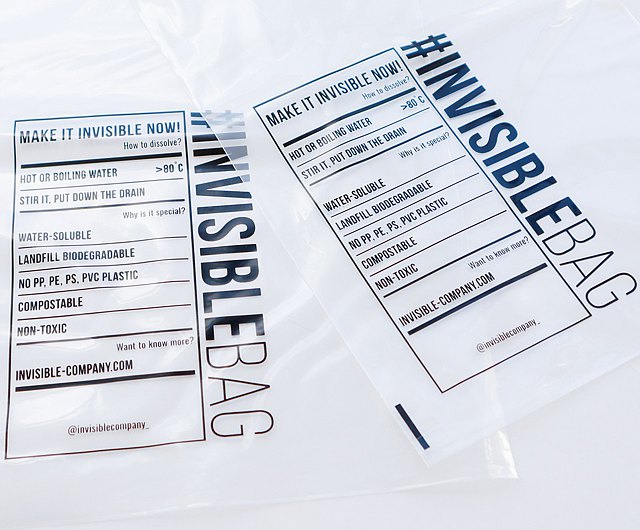 MAKE IT INVISIBLE NOW!
How to dissolve?
HOT OR BOILING WATER >80°C
STIR IT, PUT DOWN THE DRAIN
Why is it special?
WATER-SOLUBLE
LANDFILL BIODEGRADABLE
NO PP, PE, PS, PVC PLASTIC
COMPOSTABLE
NON-TOXIC
Want to know more?
INVISIBLE-COMPANY.COM
@invisiblecompany_
#INVISIBLEBAG
MAKE IT INVISIBLE NOW!
How to dissolve?
HOT OR BOILING WATER >80°C
STIR IT, PUT DOWN THE DRAIN
Why is it special?
WATER-SOLUBLE
LANDFILL BIODEGRADABLE
NO PP, PE, PS, PVC PLASTIC
COMPOSTABLE
NON-TOXIC
Want to know more?
INVISIBLE-COMPANY.COM
@invisiblecompany_
#INVISIBLEBAG